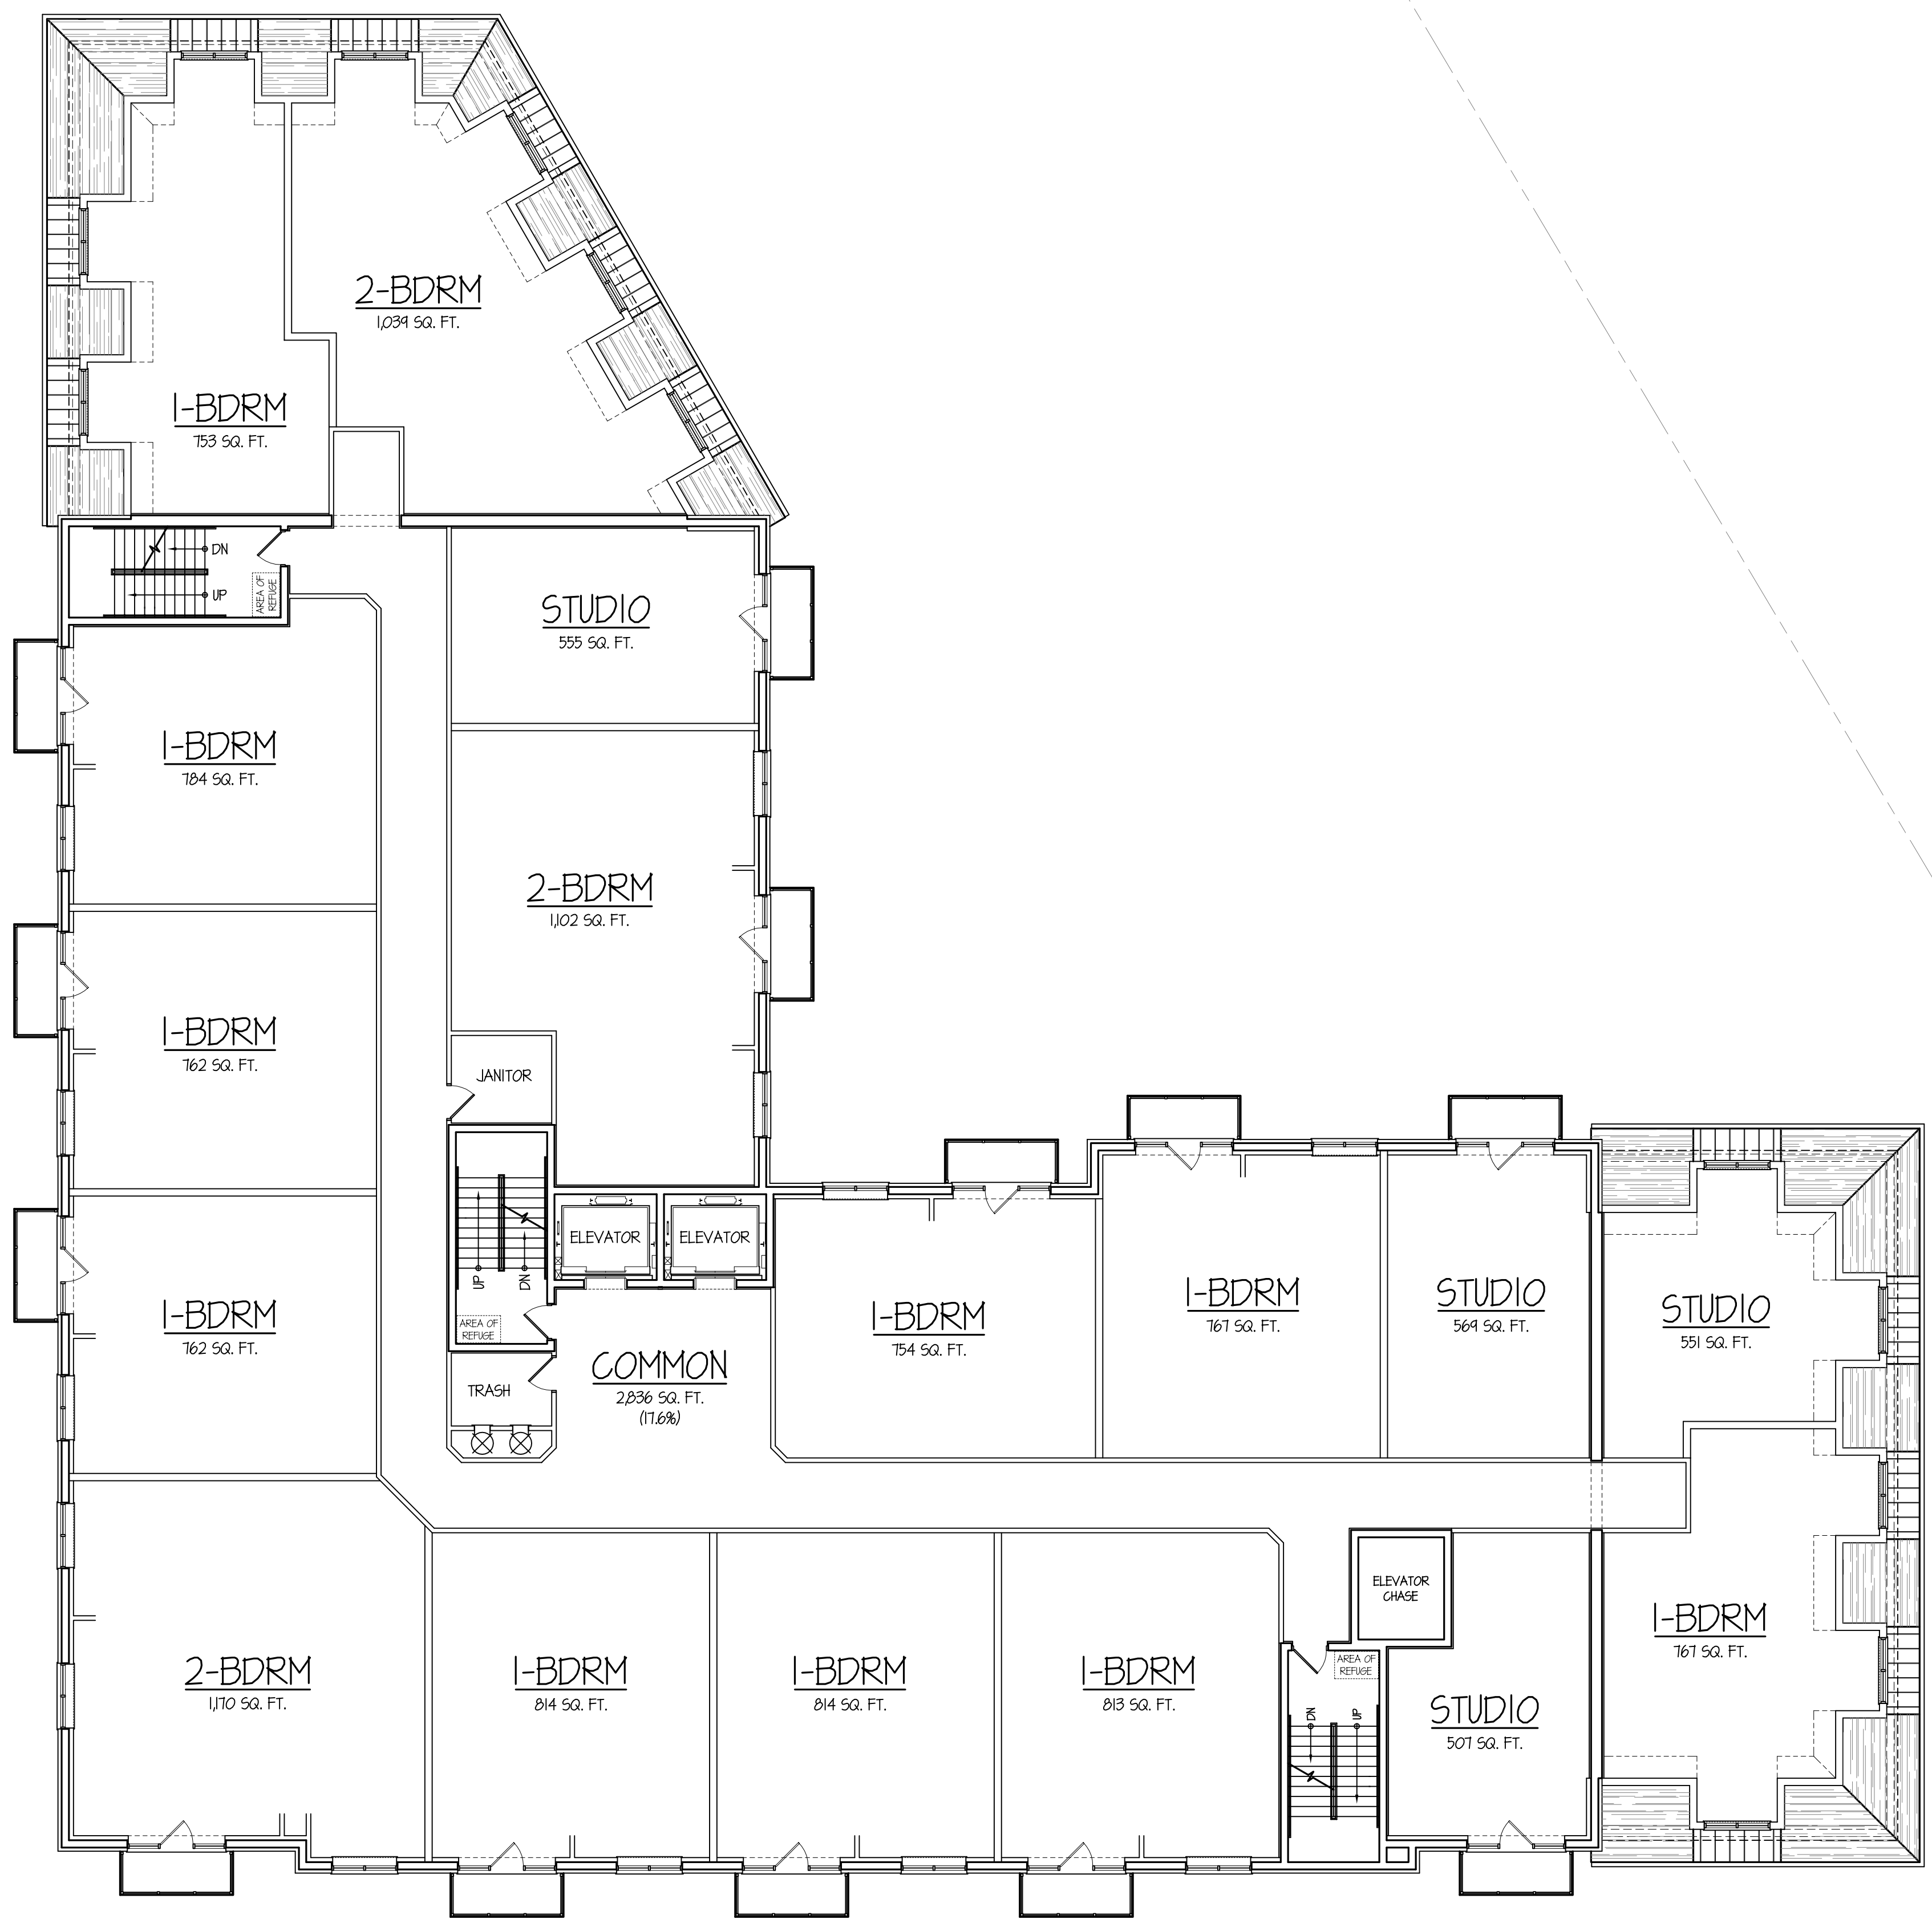 2-BDRM
1,039 SQ. FT.
1-BDRM
753 SQ. FT.
DN
UP
AREA OF
REFUGE
STUDIO
555 SQ. FT.
1-BDRM
784 SQ. FT.
2-BDRM
1,102 SQ. FT.
1-BDRM
762 SQ. FT.
JANITOR
UP
DN
AREA OF
REFUGE
ELEVATOR
ELEVATOR
1-BDRM
762 SQ. FT.
TRASH
COMMON
2,836 SQ. FT.
(17.6%)
1-BDRM
754 SQ. FT.
1-BDRM
767 SQ. FT.
STUDIO
569 SQ. FT.
STUDIO
551 SQ. FT.
ELEVATOR
CHASE
1-BDRM
767 SQ. FT.
2-BDRM
1,170 SQ. FT.
1-BDRM
814 SQ. FT.
1-BDRM
814 SQ. FT.
1-BDRM
813 SQ. FT.
AREA OF
REFUGE
DN
UP
STUDIO
507 SQ. FT.